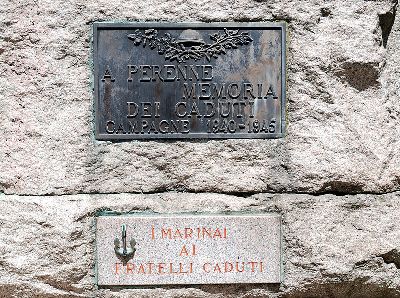 A PERENNE
MEMORIA
DEI CADUTI
CAMPAGNE 1940-1945
I MARINAI
AI
FRATELLI CADUTI